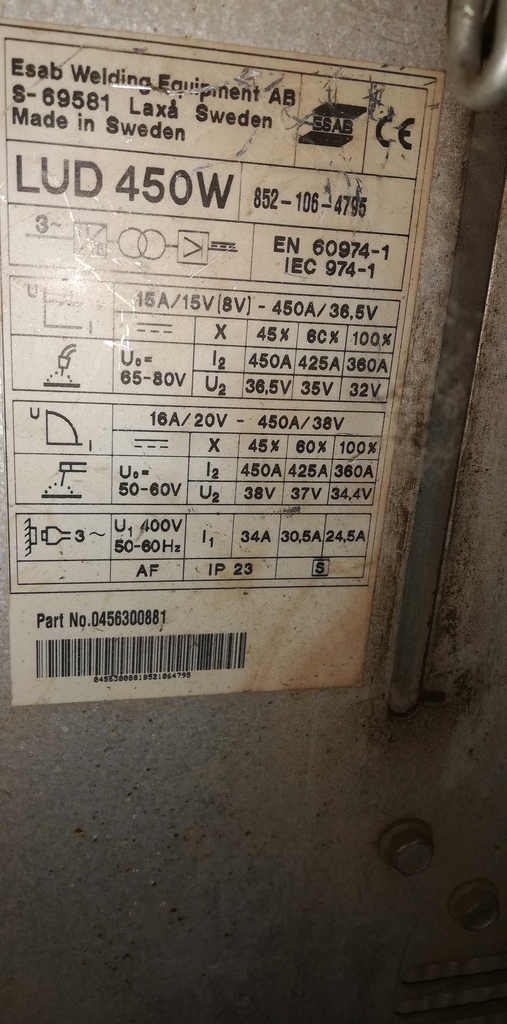 Esab Welding Equipment AB
S-69581 Laxå Sweden
Made in Sweden
ESAB
CE
LUD 450W
852-106-4795
3~
EN 60974-1
IEC 974-1
U
I
15A/15V(8V) - 450A/36,5V
X 45% 60% 100%
U₀=
65-80V
I₂ 450A 425A 360A
U₂ 36,5V 35V 32V
U
I
16A/20V - 450A/38V
X 45% 60% 100%
U₀=
50-60V
I₂ 450A 425A 360A
U₂ 38V 37V 34,4V
3~
U₁ 400V
50-60Hz
I₁ 34A 30,5A 24,5A
AF IP 23 S
Part No.0456300881